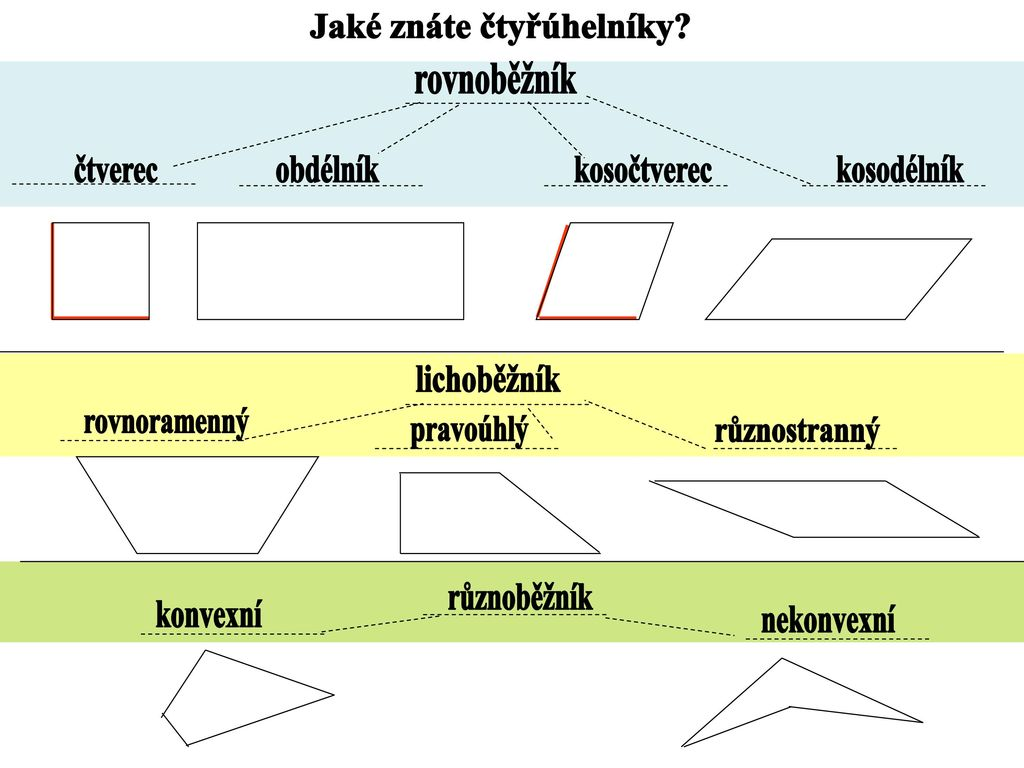 Jaké znáte čtyřúhelníky?
rovnoběžník
čtverec obdélník kosočtverec kosodélník
lichoběžník
rovnoramenný pravoúhlý různostranný
různoběžník
konvexní nekonvexní